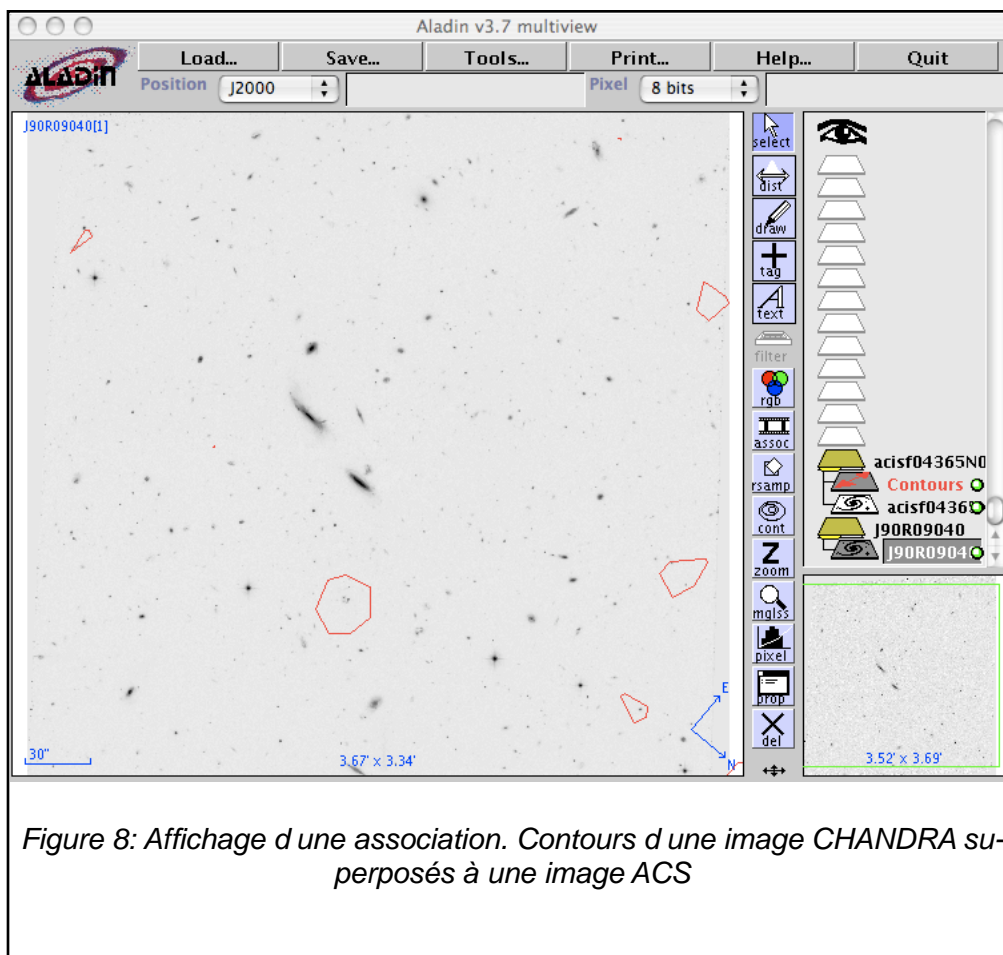 Aladin v3.7 multiview
ALADIN
Load... Save... Tools... Print... Help... Quit
Position J2000 Pixel 8 bits
J90R09040[1]
select
dist
draw
tag
text
filter
rgb
assoc
rsamp
cont
zoom
mglss
pixel
prop
del
acisf04365N0
Contours
acisf0436
J90R09040
J90R0904
E
N
30"
3.67' x 3.34'
3.52' x 3.69'
Figure 8: Affichage d une association. Contours d une image CHANDRA su-
perposés à une image ACS